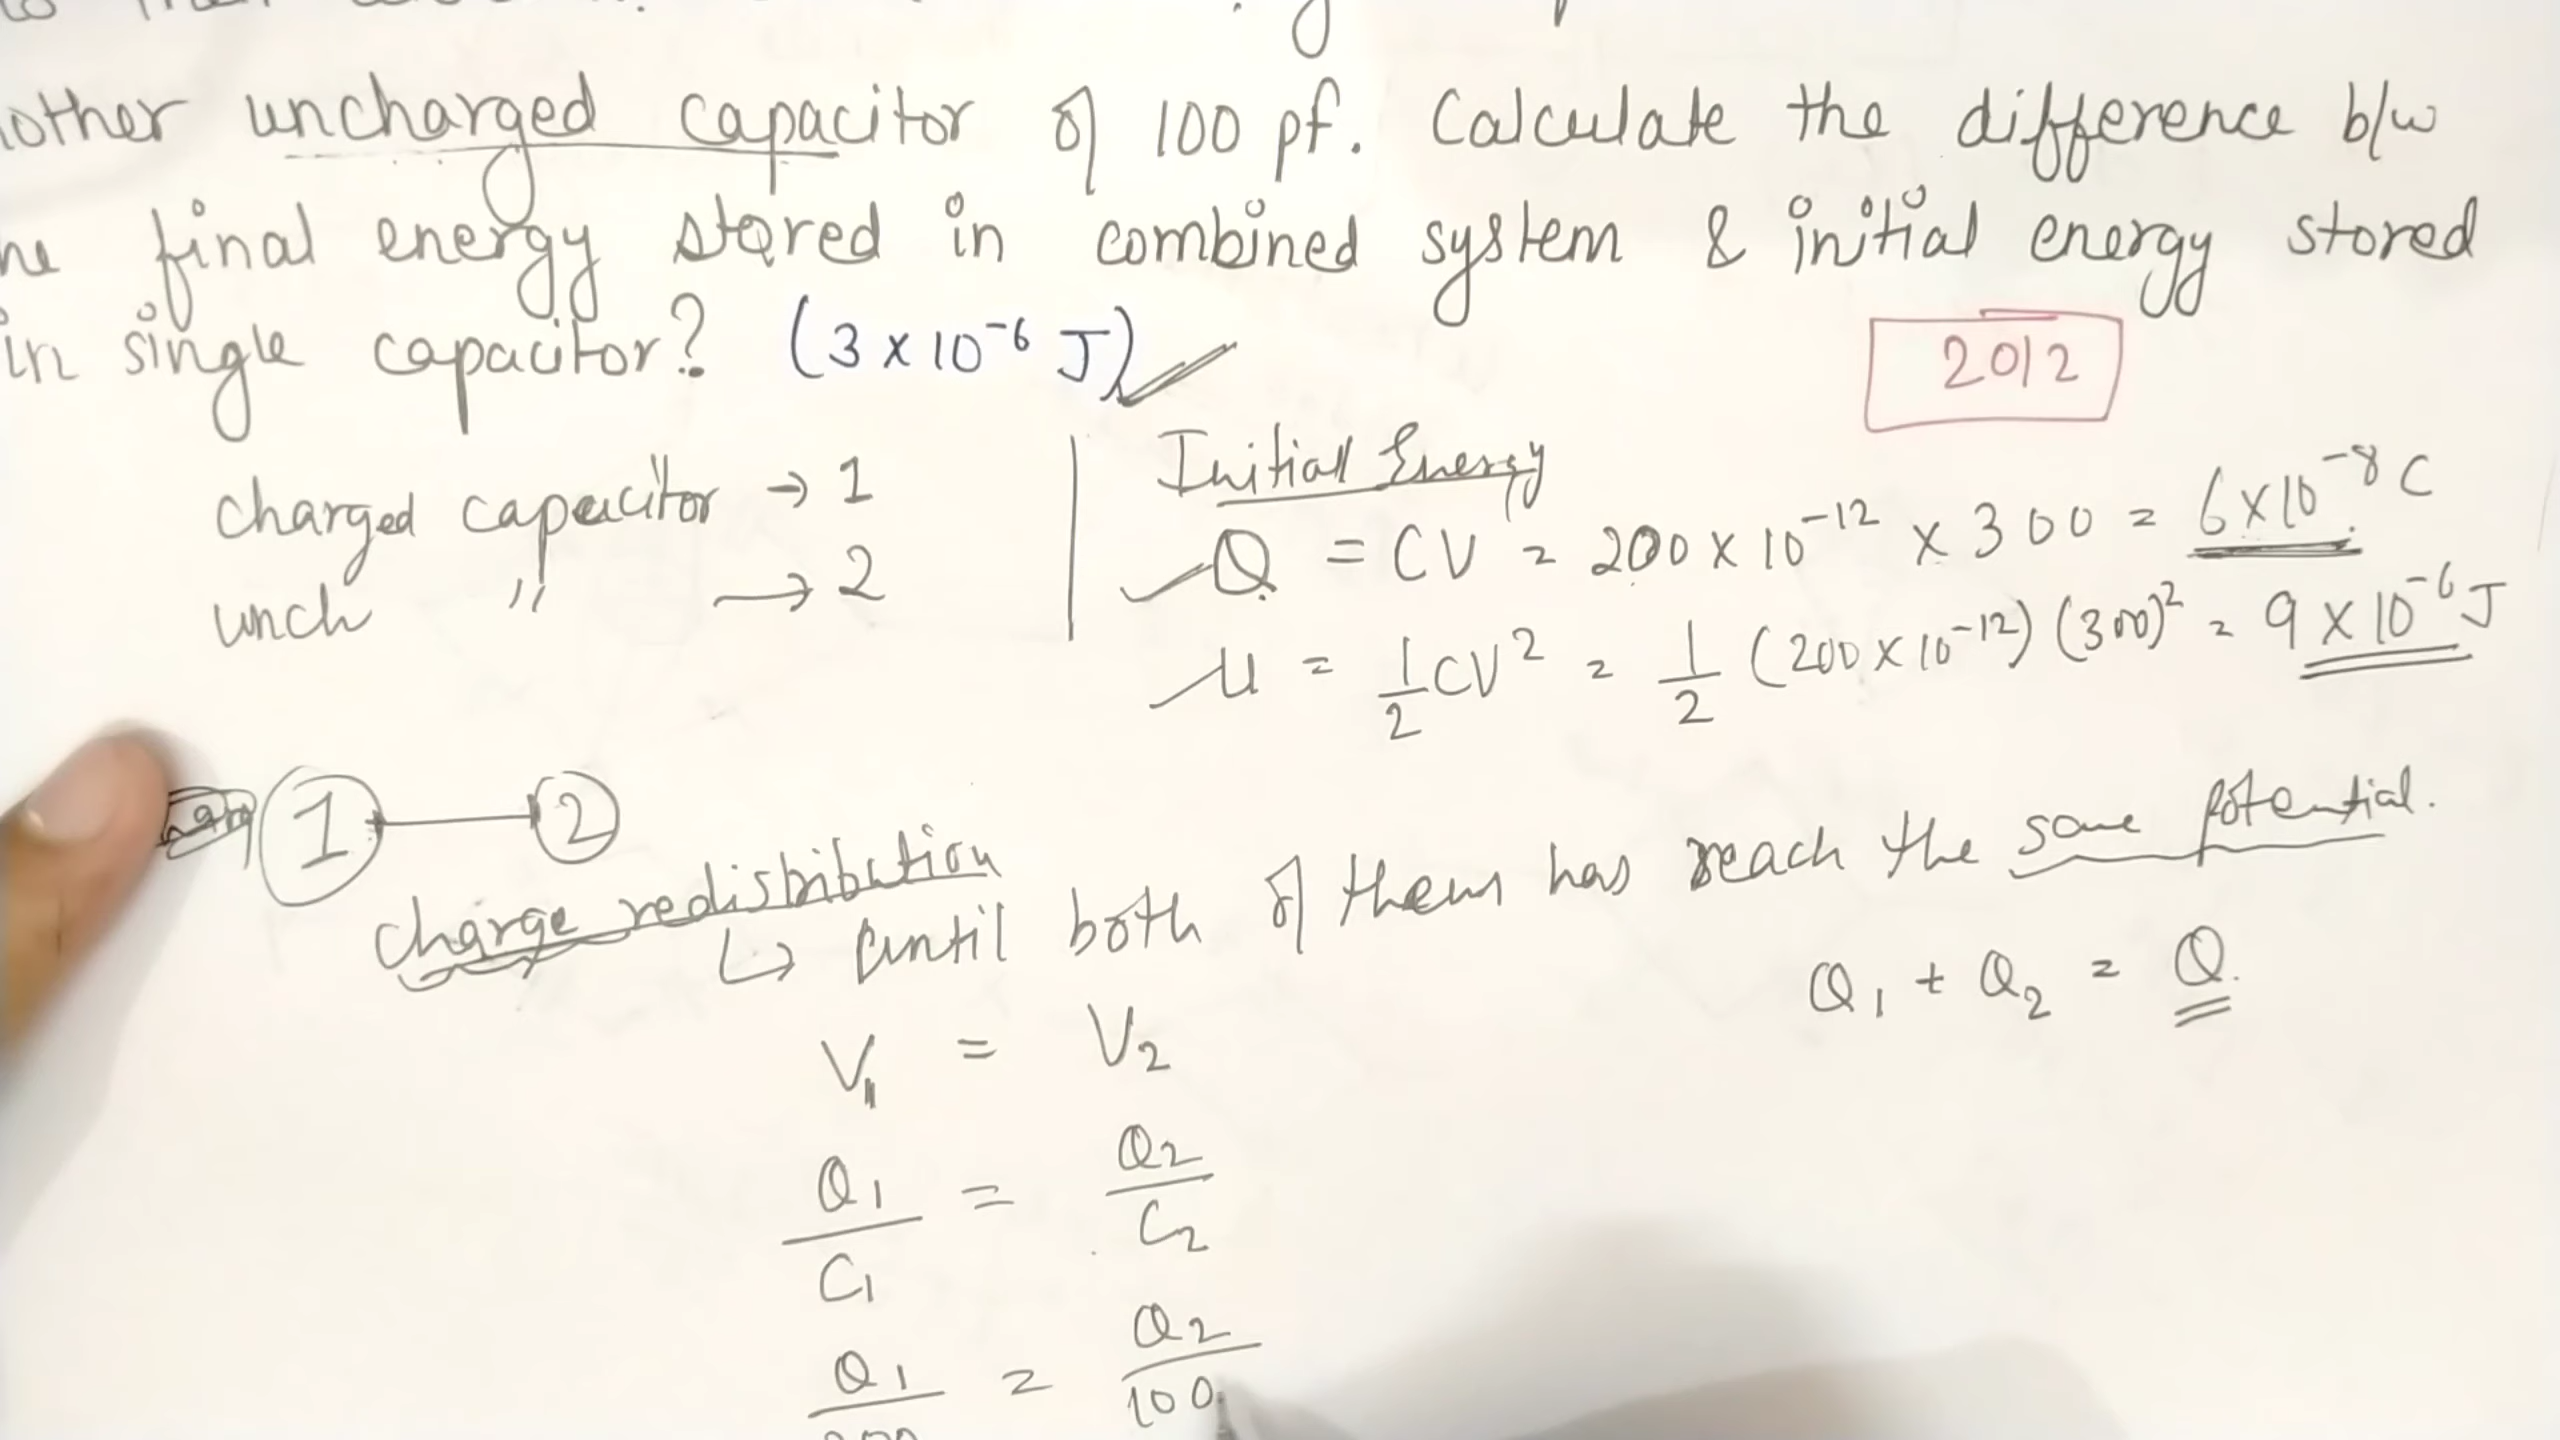 other uncharged capacitor of 100 pf. Calculate the difference b/w
final energy stored in combined system & initial energy stored
in single capacitor? (3 x 10⁻⁶ J)
2012
charged capacitor → 1
unch " → 2
Initial Energy
Q = CV = 200 x 10⁻¹² x 300 = 6 x 10⁻⁸ C
U = 1/2 CV² = 1/2 (200 x 10⁻¹²) (300)² = 9 x 10⁻⁶ J
1 2
charge redistribution
↳ until both of them has reach the same potential.
Q₁ + Q₂ = Q.
V₁ = V₂
Q₁/C₁ = Q₂/C₂
Q₁/200 = Q₂/100